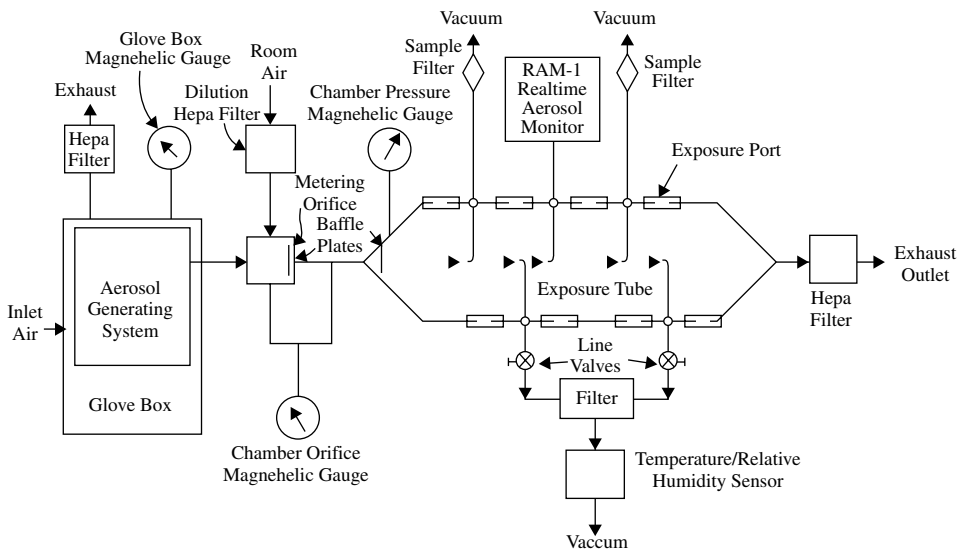 Glove Box
Magnehelic Gauge
Exhaust
Hepa
Filter
Room
Air
Dilution
Hepa Filter
Chamber Pressure
Magnehelic Gauge
Vacuum
Sample
Filter
RAM-1
Realtime
Aerosol
Monitor
Vacuum
Sample
Filter
Exposure Port
Metering
Orifice
Baffle
Plates
Inlet
Air
Aerosol
Generating
System
Glove Box
Exposure Tube
Hepa
Filter
Exhaust
Outlet
Line
Valves
Filter
Chamber Orifice
Magnehelic Gauge
Temperature/Relative
Humidity Sensor
Vaccum